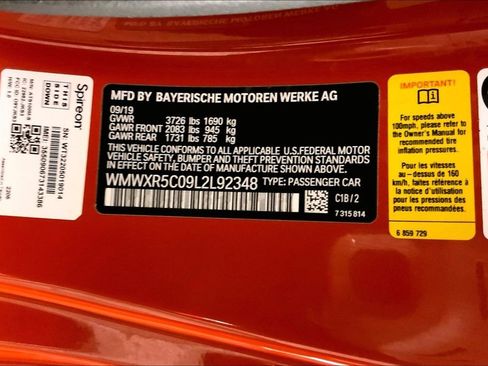 MFD BY BAYERISCHE MOTOREN WERKE AG
09/19
GVWR 3726 lbs 1690 kg
GAWR FRONT 2083 lbs 945 kg
GAWR REAR 1731 lbs 785 kg
THIS VEHICLE CONFORMS TO ALL APPLICABLE U.S.FEDERAL MOTOR
VEHICLE SAFETY, BUMPER AND THEFT PREVENTION STANDARDS
IN EFFECT ON THE DATE OF MANUFACTURE SHOWN ABOVE.
WMWXR5C09L2L92348 TYPE: PASSENGER CAR
C1B / 2
7 315 814
IMPORTANT!
For speeds above
100mph, please refer to
the Owner's Manual for
recommended tire
inflation pressures.
Pour les vitesses
au-dessus de 160
km/h, faites référence à
la notice d'utilisation
pour les pressions des
pneus.
6 859 729
Spireon
THIS
SIDE
DOWN
2206